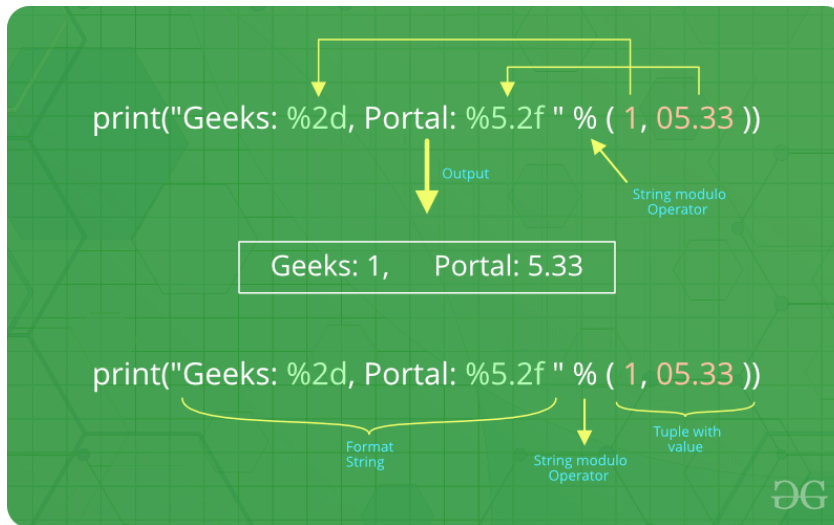 print("Geeks: %2d, Portal: %5.2f " % ( 1, 05.33 ))
Output
String modulo
Operator
Geeks: 1, Portal: 5.33
print("Geeks: %2d, Portal: %5.2f " % ( 1, 05.33 ))
Format
String
String modulo
Operator
Tuple with
value